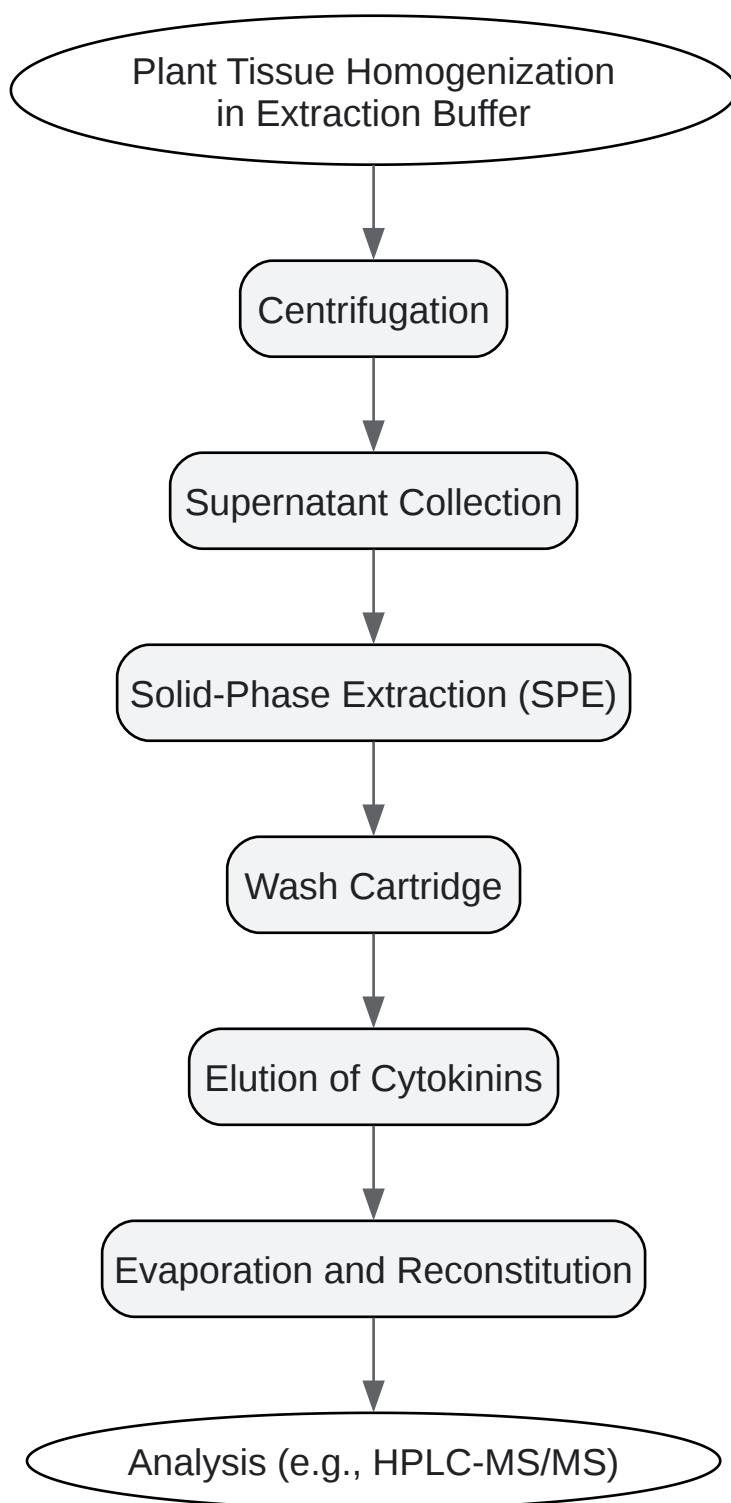 Plant Tissue Homogenization
in Extraction Buffer
Centrifugation
Supernatant Collection
Solid-Phase Extraction (SPE)
Wash Cartridge
Elution of Cytokinins
Evaporation and Reconstitution
Analysis (e.g., HPLC-MS/MS)